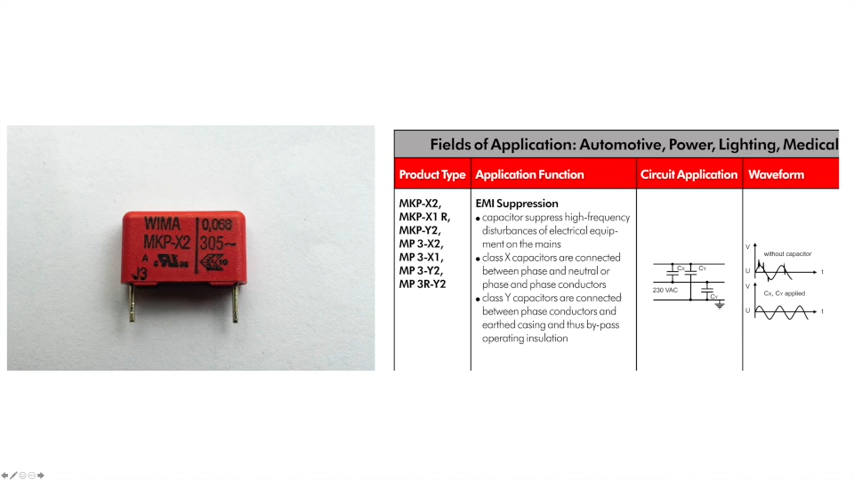 WIMA 0,068
MKP-X2 305~
A
J3
Fields of Application: Automotive, Power, Lighting, Medical
Product Type Application Function Circuit Application Waveform
MKP-X2,
MKP-X1 R,
MKP-Y2,
MP 3-X2,
MP 3-X1,
MP 3-Y2,
MP 3R-Y2
EMI Suppression
• capacitor suppress high-frequency
disturbances of electrical equip-
ment on the mains
• class X capacitors are connected
between phase and neutral or
phase and phase conductors
• class Y capacitors are connected
between phase conductors and
earthed casing and thus by-pass
operating insulation
Cx Cy
230 VAC
Cy
V
without capacitor
U t
V
Cx, Cy applied
U t